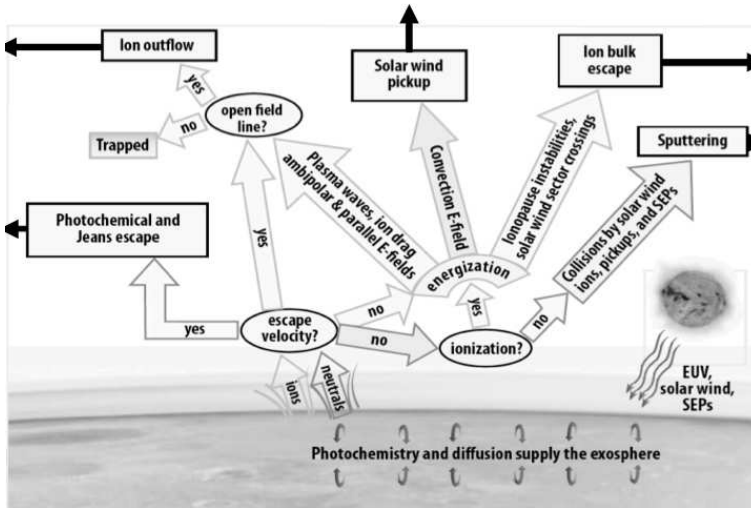 Ion outflow
Solar wind
pickup
Ion bulk
escape
yes
open field
line?
no
Trapped
Sputtering
Plasma waves, ion drag
ambipolar & parallel E-fields
Convection E-field
Ionopause instabilities,
solar wind sector crossings
Collisions by solar wind
ions, pickups, and SEPs
Photochemical and
Jeans escape
yes
energization
yes
no
escape
velocity?
yes
no
ionization?
no
ions
neutrals
EUV,
solar wind,
SEPs
Photochemistry and diffusion supply the exosphere